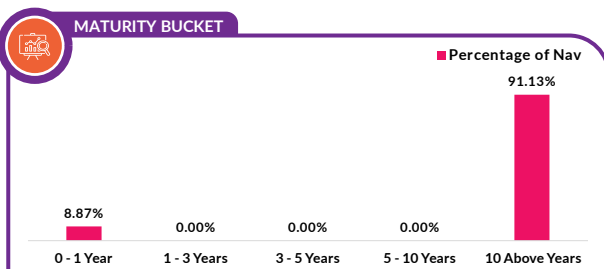 MATURITY BUCKET
Percentage of Nav
91.13%
8.87%
0.00%
0.00%
0.00%
0 - 1 Year
1 - 3 Years
3 - 5 Years
5 - 10 Years
10 Above Years